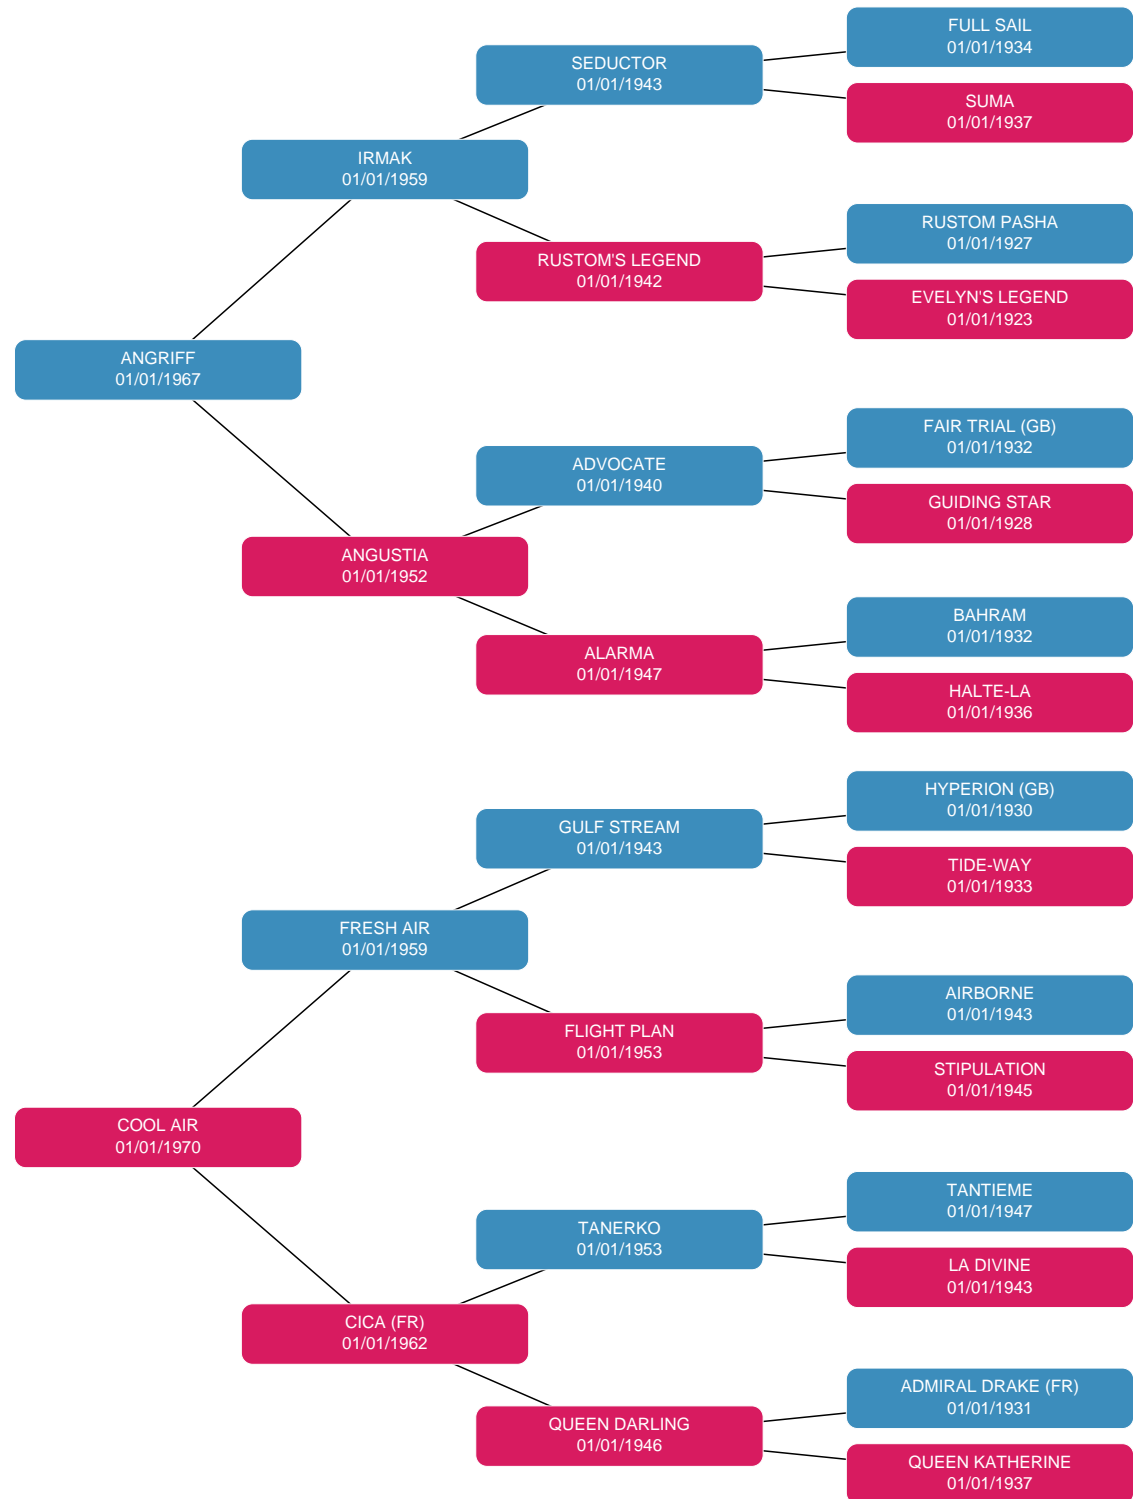 FULL SAIL
01/01/1934
SEDUCTOR
01/01/1943
SUMA
01/01/1937
IRMAK
01/01/1959
RUSTOM PASHA
01/01/1927
RUSTOM'S LEGEND
01/01/1942
EVELYN'S LEGEND
01/01/1923
ANGRIFF
01/01/1967
FAIR TRIAL (GB)
01/01/1932
ADVOCATE
01/01/1940
GUIDING STAR
01/01/1928
ANGUSTIA
01/01/1952
BAHRAM
01/01/1932
ALARMA
01/01/1947
HALTE-LA
01/01/1936
HYPERION (GB)
01/01/1930
GULF STREAM
01/01/1943
TIDE-WAY
01/01/1933
FRESH AIR
01/01/1959
AIRBORNE
01/01/1943
FLIGHT PLAN
01/01/1953
STIPULATION
01/01/1945
COOL AIR
01/01/1970
TANTIEME
01/01/1947
TANERKO
01/01/1953
LA DIVINE
01/01/1943
CICA (FR)
01/01/1962
ADMIRAL DRAKE (FR)
01/01/1931
QUEEN DARLING
01/01/1946
QUEEN KATHERINE
01/01/1937